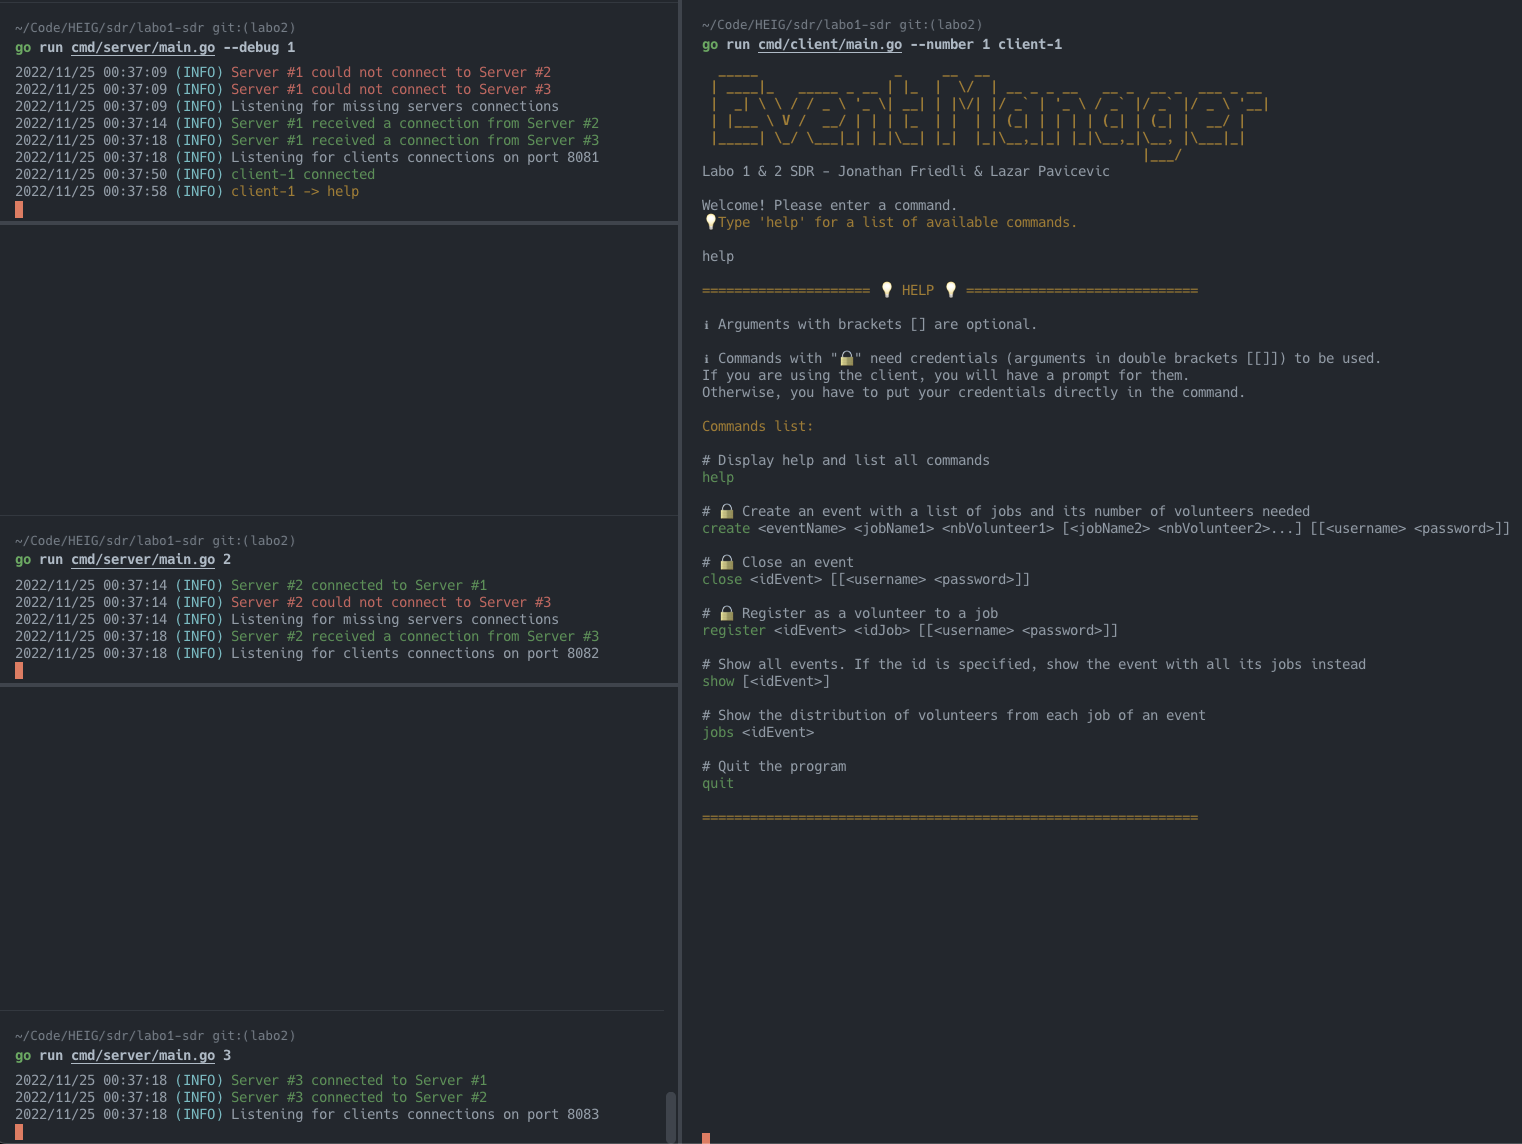 ~/Code/HEIG/sdr/labo1-sdr git:(labo2)
go run cmd/server/main.go --debug 1
2022/11/25 00:37:09 (INFO) Server #1 could not connect to Server #2
2022/11/25 00:37:09 (INFO) Server #1 could not connect to Server #3
2022/11/25 00:37:09 (INFO) Listening for missing servers connections
2022/11/25 00:37:14 (INFO) Server #1 received a connection from Server #2
2022/11/25 00:37:18 (INFO) Server #1 received a connection from Server #3
2022/11/25 00:37:18 (INFO) Listening for clients connections on port 8081
2022/11/25 00:37:50 (INFO) client-1 connected
2022/11/25 00:37:58 (INFO) client-1 -> help
~/Code/HEIG/sdr/labo1-sdr git:(labo2)
go run cmd/server/main.go 2
2022/11/25 00:37:14 (INFO) Server #2 connected to Server #1
2022/11/25 00:37:14 (INFO) Server #2 could not connect to Server #3
2022/11/25 00:37:14 (INFO) Listening for missing servers connections
2022/11/25 00:37:18 (INFO) Server #2 received a connection from Server #3
2022/11/25 00:37:18 (INFO) Listening for clients connections on port 8082
~/Code/HEIG/sdr/labo1-sdr git:(labo2)
go run cmd/server/main.go 3
2022/11/25 00:37:18 (INFO) Server #3 connected to Server #1
2022/11/25 00:37:18 (INFO) Server #3 connected to Server #2
2022/11/25 00:37:18 (INFO) Listening for clients connections on port 8083
~/Code/HEIG/sdr/labo1-sdr git:(labo2)
go run cmd/client/main.go --number 1 client-1
Event Manager
Labo 1 & 2 SDR - Jonathan Friedli & Lazar Pavicevic
Welcome! Please enter a command.
💡Type 'help' for a list of available commands.
help
===================== 💡 HELP 💡 =============================
ℹ Arguments with brackets [] are optional.
ℹ Commands with "🔒" need credentials (arguments in double brackets [[]]) to be used.
If you are using the client, you will have a prompt for them.
Otherwise, you have to put your credentials directly in the command.
Commands list:
# Display help and list all commands
help
# 🔒 Create an event with a list of jobs and its number of volunteers needed
create <eventName> <jobName1> <nbVolunteer1> [<jobName2> <nbVolunteer2>...] [[<username> <password>]]
# 🔒 Close an event
close <idEvent> [[<username> <password>]]
# 🔒 Register as a volunteer to a job
register <idEvent> <idJob> [[<username> <password>]]
# Show all events. If the id is specified, show the event with all its jobs instead
show [<idEvent>]
# Show the distribution of volunteers from each job of an event
jobs <idEvent>
# Quit the program
quit
==============================================================